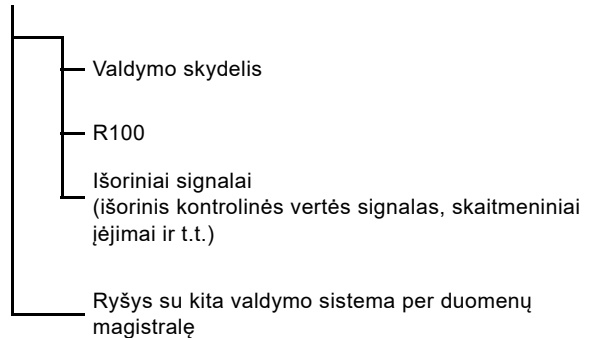 Valdymo skydelis
R100
Išoriniai signalai
(išorinis kontrolinės vertės signalas, skaitmeniniai
įėjimai ir t.t.)
Ryšys su kita valdymo sistema per duomenų
magistralę